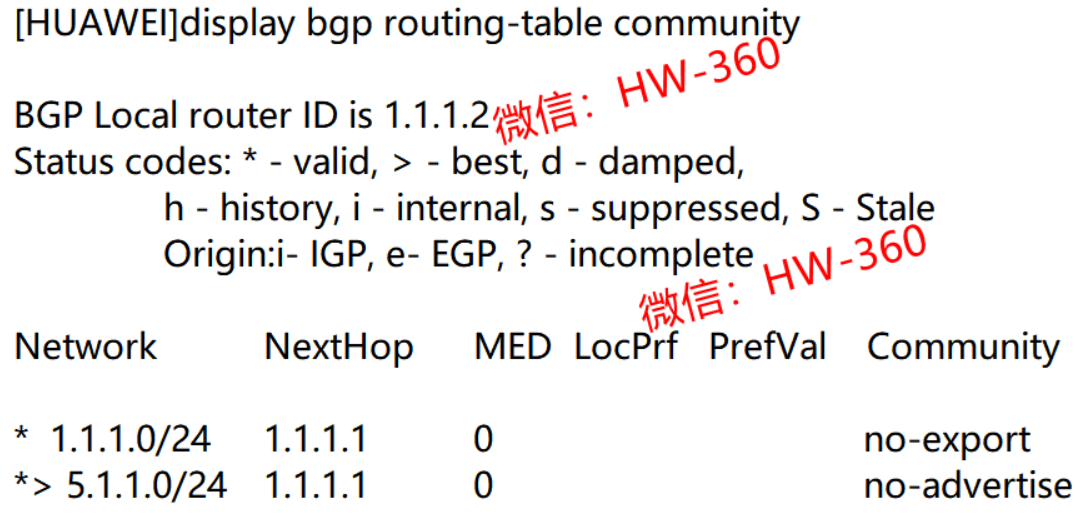 [HUAWEI]display bgp routing-table community
微信：HW-360
BGP Local router ID is 1.1.1.2
Status codes: * - valid, > - best, d - damped,
h - history, i - internal, s - suppressed, S - Stale
Origin:i- IGP, e- EGP, ? - incomplete
微信：HW-360
Network NextHop MED LocPrf PrefVal Community
* 1.1.1.0/24 1.1.1.1 0 no-export
*> 5.1.1.0/24 1.1.1.1 0 no-advertise